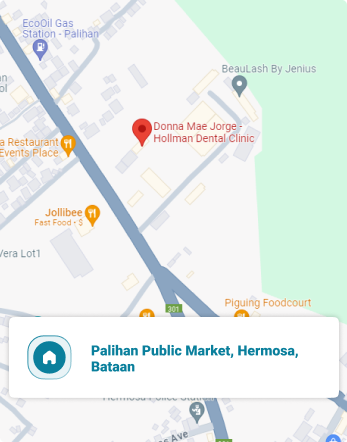 EcoOil Gas
Station - Palihan
BeauLash By Jenius
Donna Mae Jorge -
Hollman Dental Clinic
a Restaurant
Events Place
Jollibee
Fast Food • $
Vera Lot1
301
Piguing Foodcourt
Palihan Public Market, Hermosa,
Bataan
Hermosa Police Station
Ave
301